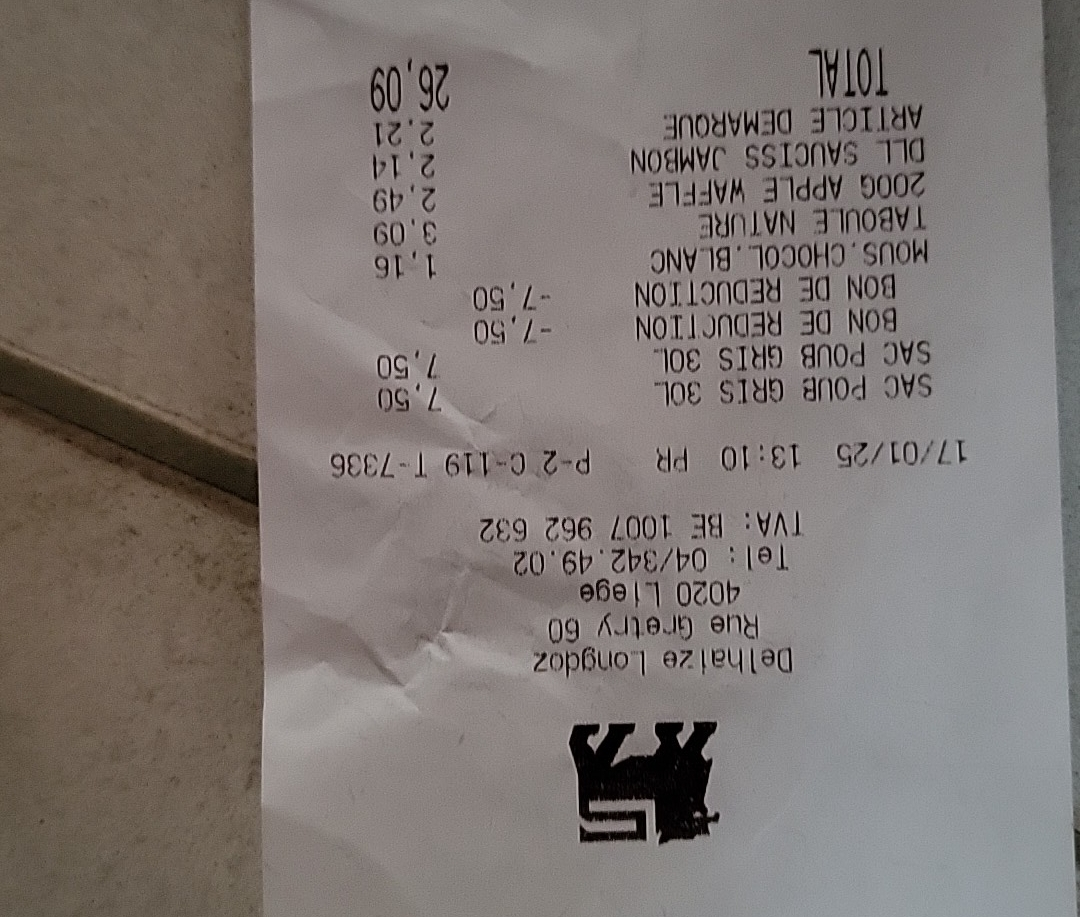 Delhaize Longdoz
Rue Gretry 60
4020 Liege
Tel: 04/342.49.02
TVA: BE 1007 962 632
17/01/25 13:10 PR P-2 C-119 T-7336
SAC POUB GRIS 30L 7,50
SAC POUB GRIS 30L 7,50
BON DE REDUCTION -7,50
BON DE REDUCTION -7,50
MOUS.CHOCOL.BLANC 1,16
TABOULE NATURE 3,09
200G APPLE WAFFLE 2,49
DLL SAUCISS JAMBON 2,14
ARTICLE DEMARQUE 2,21
TOTAL 26,09